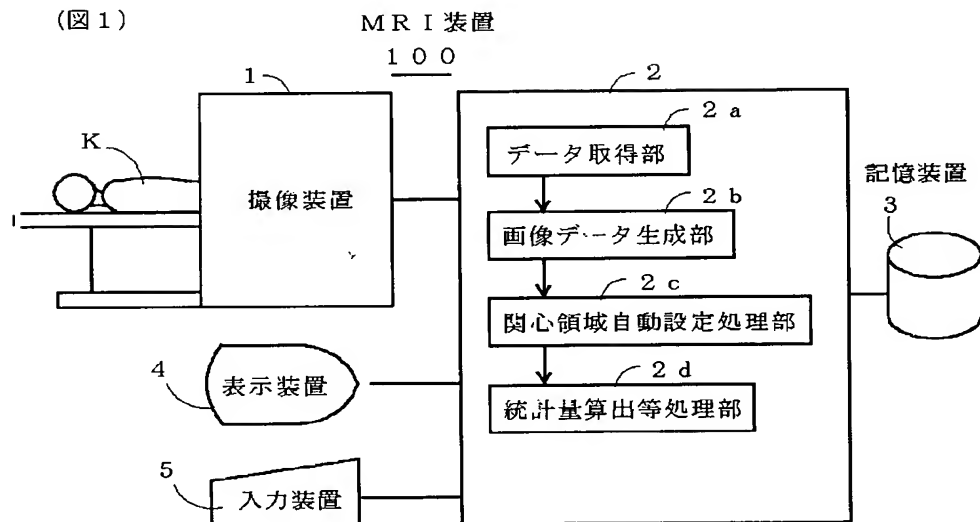 (図1)
MRI装置
100
1
2
K
撮像装置
2a
データ取得部
2b
画像データ生成部
2c
関心領域自動設定処理部
2d
統計量算出等処理部
記憶装置
3
4
表示装置
5
入力装置